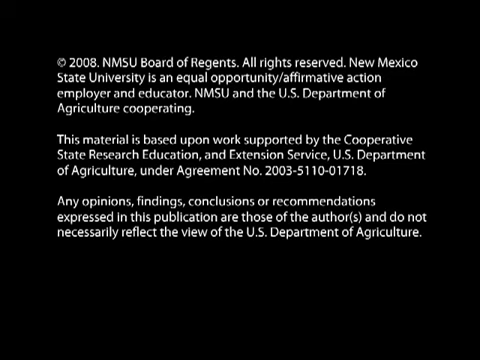 © 2008. NMSU Board of Regents. All rights reserved. New Mexico
State University is an equal opportunity/affirmative action
employer and educator. NMSU and the U.S. Department of
Agriculture cooperating.
This material is based upon work supported by the Cooperative
State Research Education, and Extension Service, U.S. Department
of Agriculture, under Agreement No. 2003-5110-01718.
Any opinions, findings, conclusions or recommendations
expressed in this publication are those of the author(s) and do not
necessarily reflect the view of the U.S. Department of Agriculture.